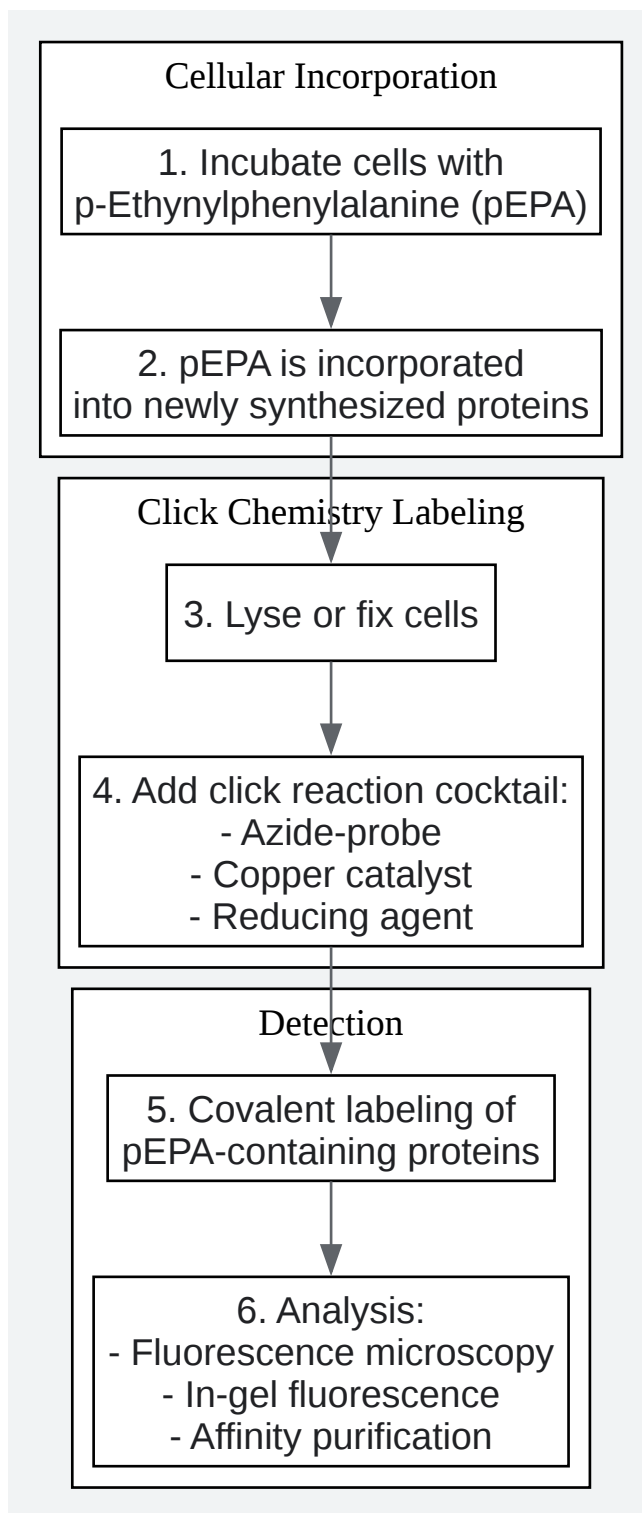 Cellular Incorporation
1. Incubate cells with
p-Ethynylphenylalanine (pEPA)
2. pEPA is incorporated
into newly synthesized proteins
Click Chemistry Labeling
3. Lyse or fix cells
4. Add click reaction cocktail:
- Azide-probe
- Copper catalyst
- Reducing agent
Detection
5. Covalent labeling of
pEPA-containing proteins
6. Analysis:
- Fluorescence microscopy
- In-gel fluorescence
- Affinity purification